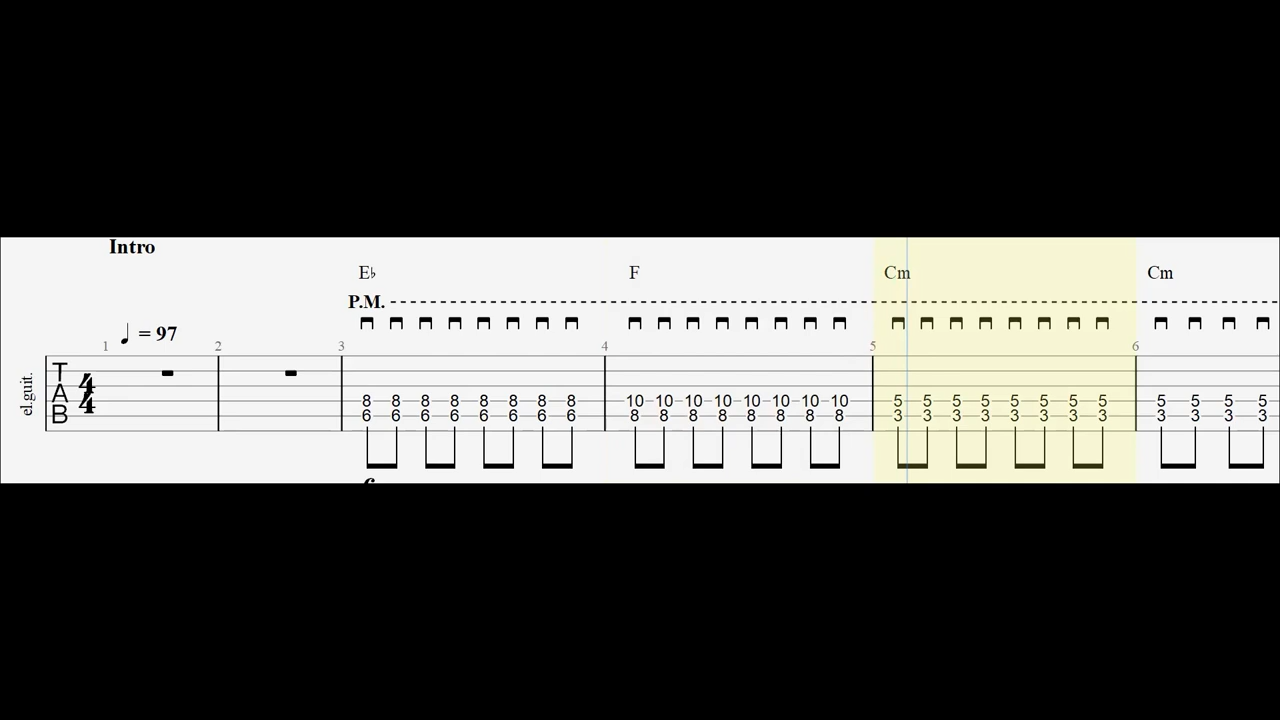 Intro
E♭ F Cm Cm
P.M.
♩ = 97
1 2 3 4 5 6
el.guit.
TAB
4/4
8 8 8 8 8 8 8 8 10 10 10 10 10 10 10 10 5 5 5 5 5 5 5 5 5 5 5 5
6 6 6 6 6 6 6 6 8 8 8 8 8 8 8 8 3 3 3 3 3 3 3 3 3 3 3 3